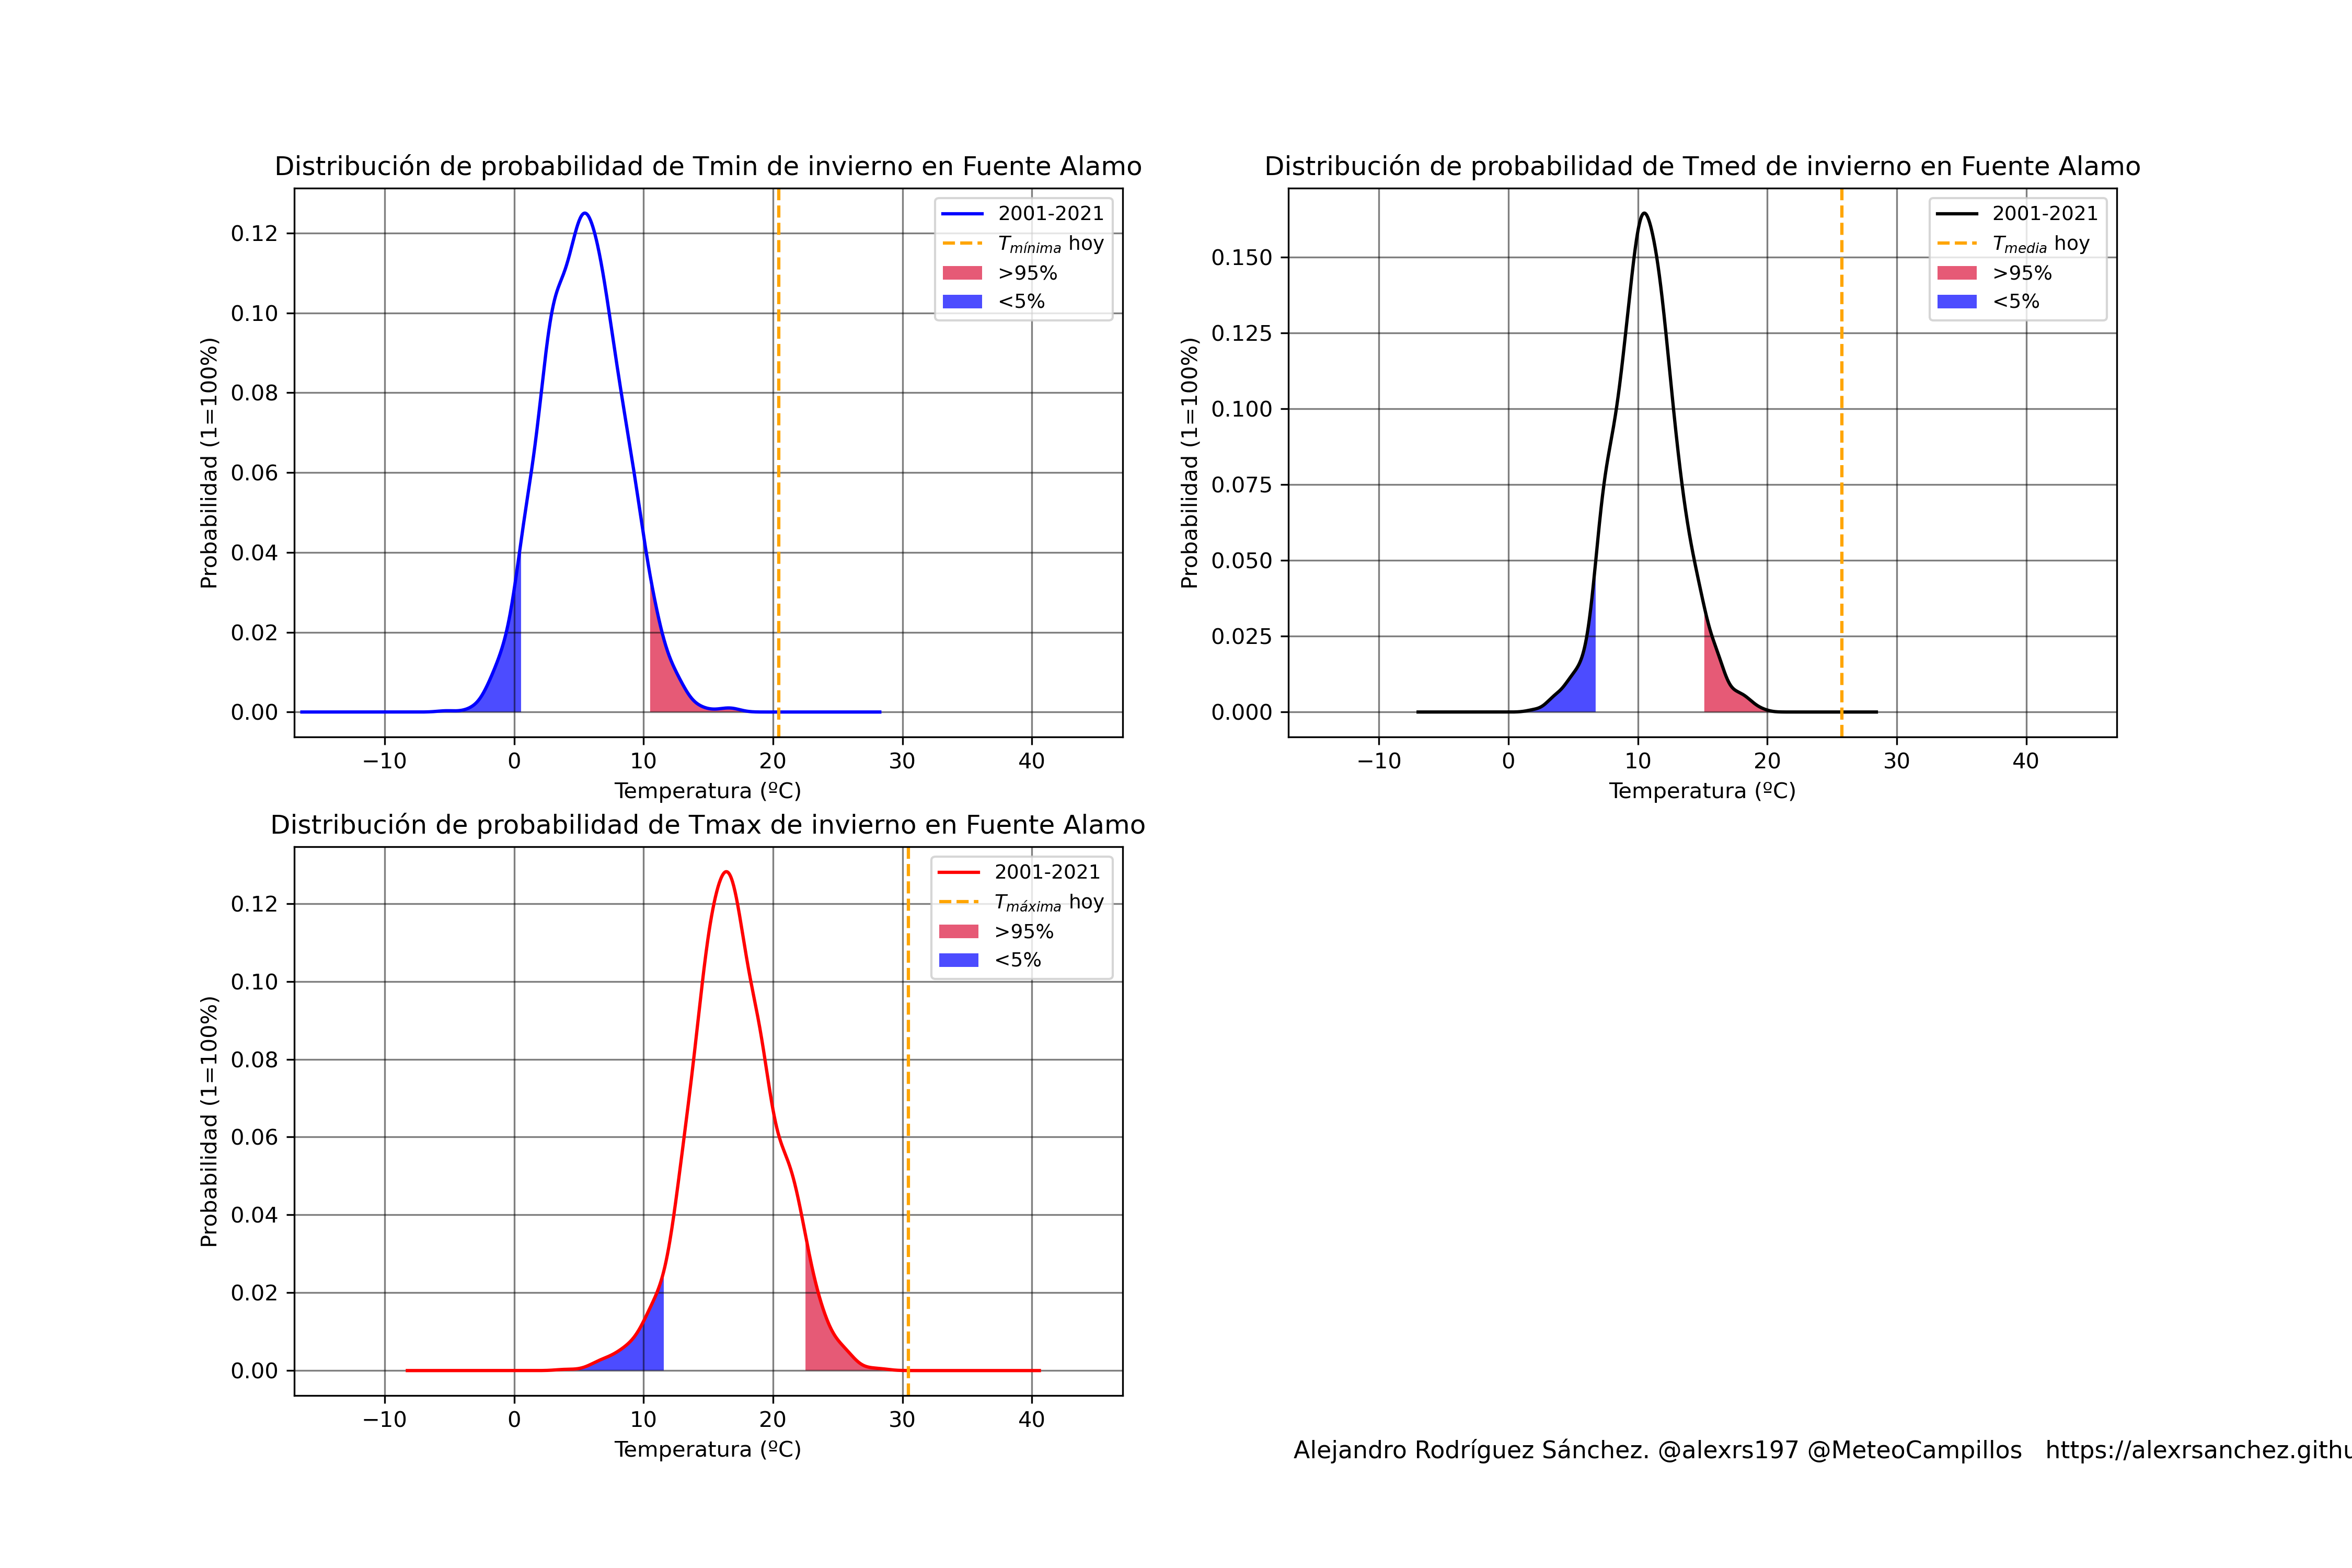 Distribución de probabilidad de Tmin de invierno en Fuente Alamo
2001-2021
Tmínima hoy
>95%
<5%
0.12
0.10
0.08
0.06
0.04
0.02
0.00
Probabilidad (1=100%)
−10 0 10 20 30 40
Temperatura (ºC)
Distribución de probabilidad de Tmed de invierno en Fuente Alamo
2001-2021
Tmedia hoy
>95%
<5%
0.150
0.125
0.100
0.075
0.050
0.025
0.000
Probabilidad (1=100%)
−10 0 10 20 30 40
Temperatura (ºC)
Distribución de probabilidad de Tmax de invierno en Fuente Alamo
2001-2021
Tmáxima hoy
>95%
<5%
0.12
0.10
0.08
0.06
0.04
0.02
0.00
Probabilidad (1=100%)
−10 0 10 20 30 40
Temperatura (ºC)
Alejandro Rodríguez Sánchez. @alexrs197 @MeteoCampillos https://alexrsanchez.githu